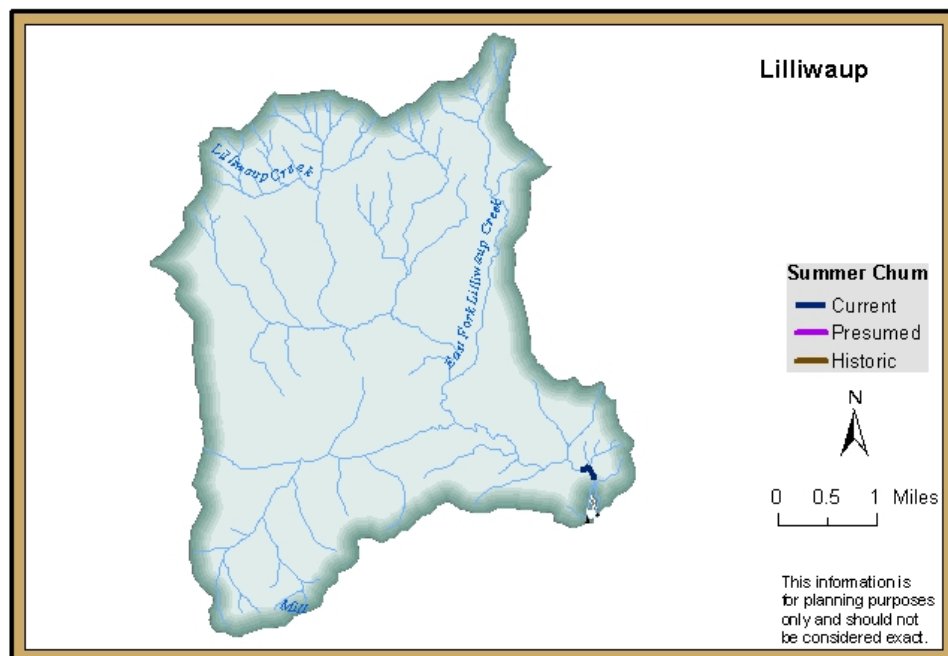 Lilliwaup
Lilliwaup Creek
East Fork Lilliwaup Creek
Summer Chum
Current
Presumed
Historic
N
0 0.5 1 Miles
Mill
This information is
for planning purposes
only and should not
be considered exact.